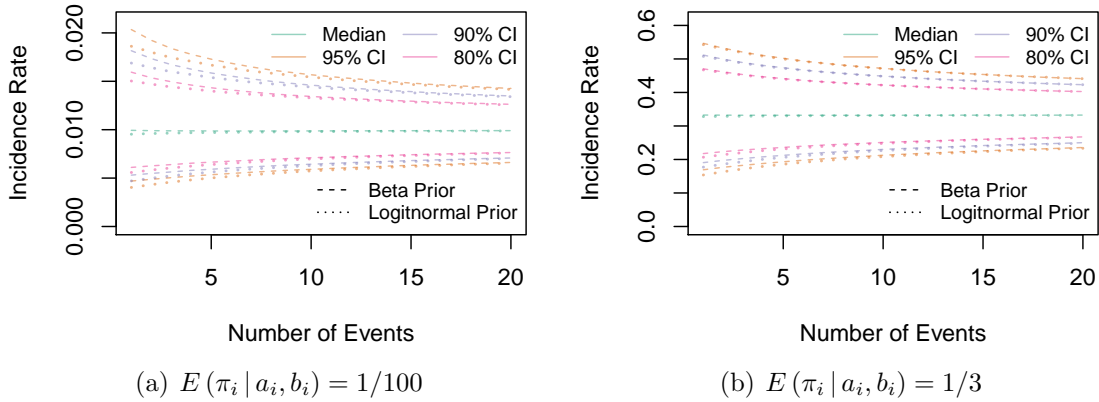 Incidence Rate
0.020
0.010
0.000
Median
95% CI
90% CI
80% CI
Beta Prior
Logitnormal Prior
5 10 15 20
Number of Events
(a) E (π_i | a_i, b_i) = 1/100
Incidence Rate
0.6
0.4
0.2
0.0
Median
95% CI
90% CI
80% CI
Beta Prior
Logitnormal Prior
5 10 15 20
Number of Events
(b) E (π_i | a_i, b_i) = 1/3